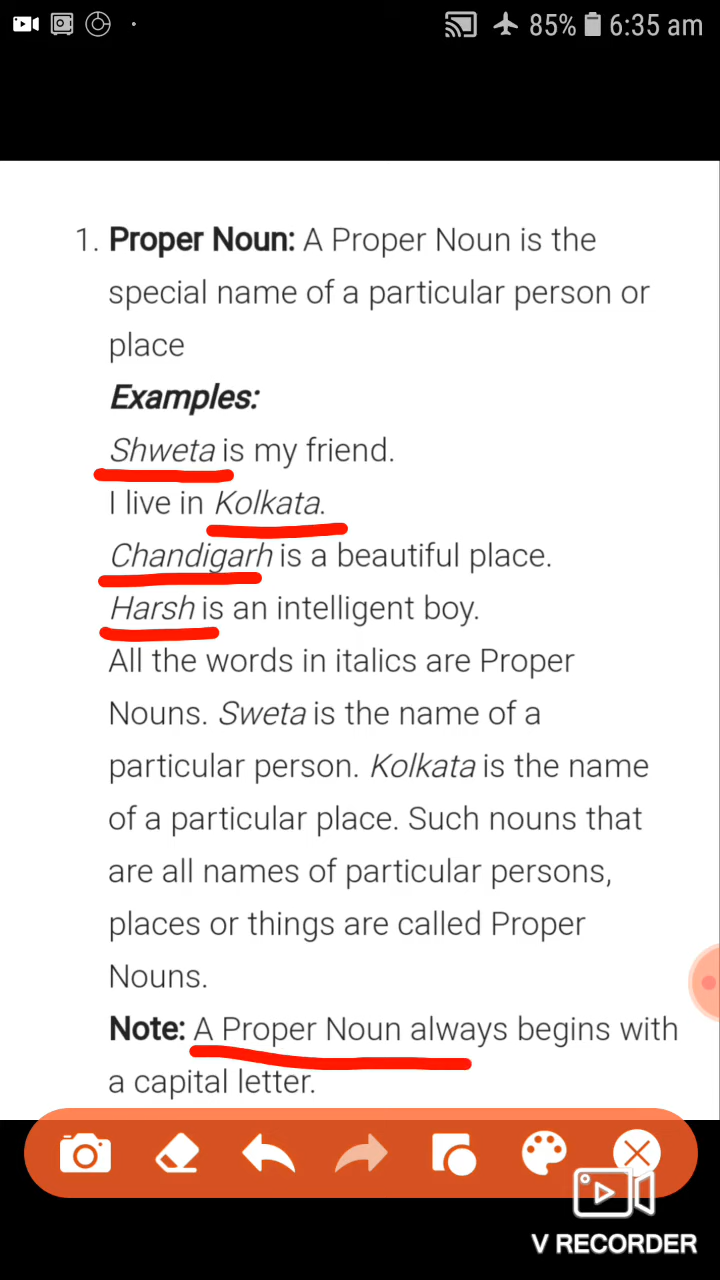 85% 6:35 am
1. Proper Noun: A Proper Noun is the
special name of a particular person or
place
Examples:
Shweta is my friend.
I live in Kolkata.
Chandigarh is a beautiful place.
Harsh is an intelligent boy.
All the words in italics are Proper
Nouns. Sweta is the name of a
particular person. Kolkata is the name
of a particular place. Such nouns that
are all names of particular persons,
places or things are called Proper
Nouns.
Note: A Proper Noun always begins with
a capital letter.
V RECORDER